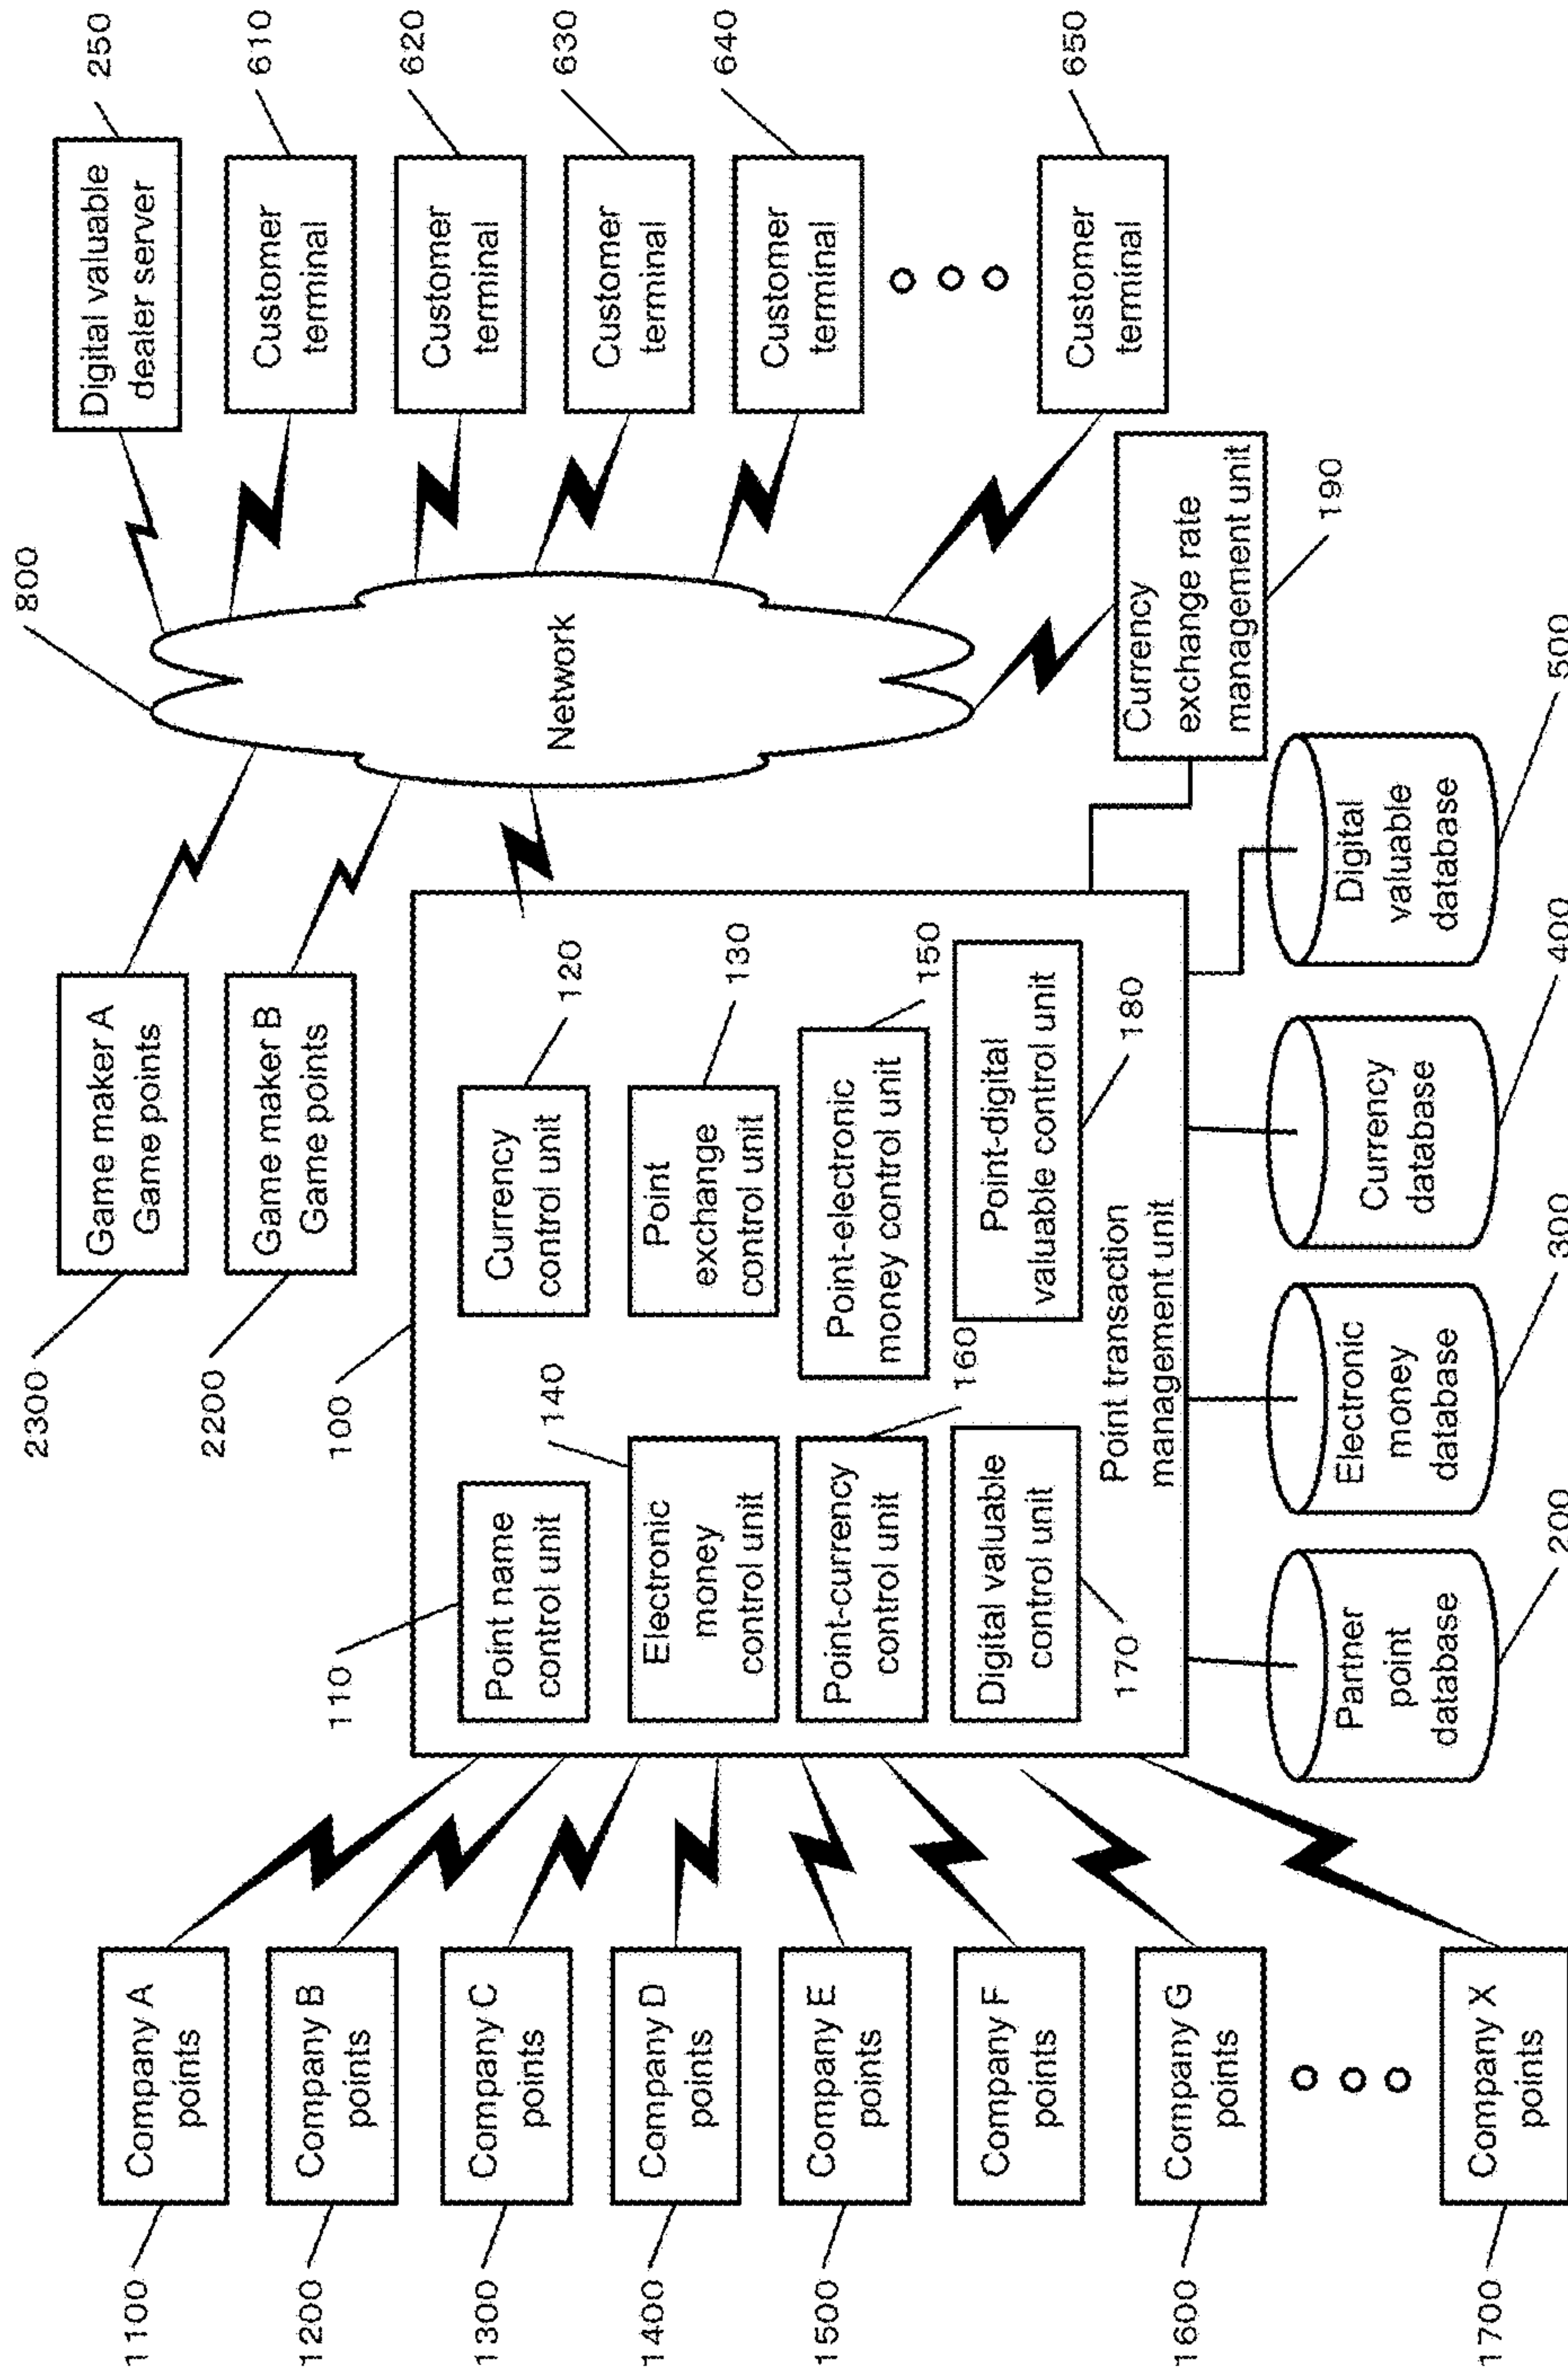 2300
Game maker A
Game points
2200
Game maker B
Game points
800
Network
Digital valuable
dealer server
250
Customer
terminal
610
Customer
terminal
620
Customer
terminal
630
Customer
terminal
640
Customer
terminal
650
1100
Company A
points
1200
Company B
points
1300
Company C
points
1400
Company D
points
1500
Company E
points
Company F
points
1600
Company G
points
1700
Company X
points
100
110
Point name
control unit
Currency
control unit
120
140
Electronic
money
control unit
Point
exchange
control unit
130
Point-currency
control unit
160
Point-electronic
money control unit
150
Digital valuable
control unit
170
Point-digital
valuable control unit
180
Point transaction
management unit
Currency
exchange rate
management unit
190
Partner
point
database
200
Electronic
money
database
300
Currency
database
400
Digital
valuable
database
500